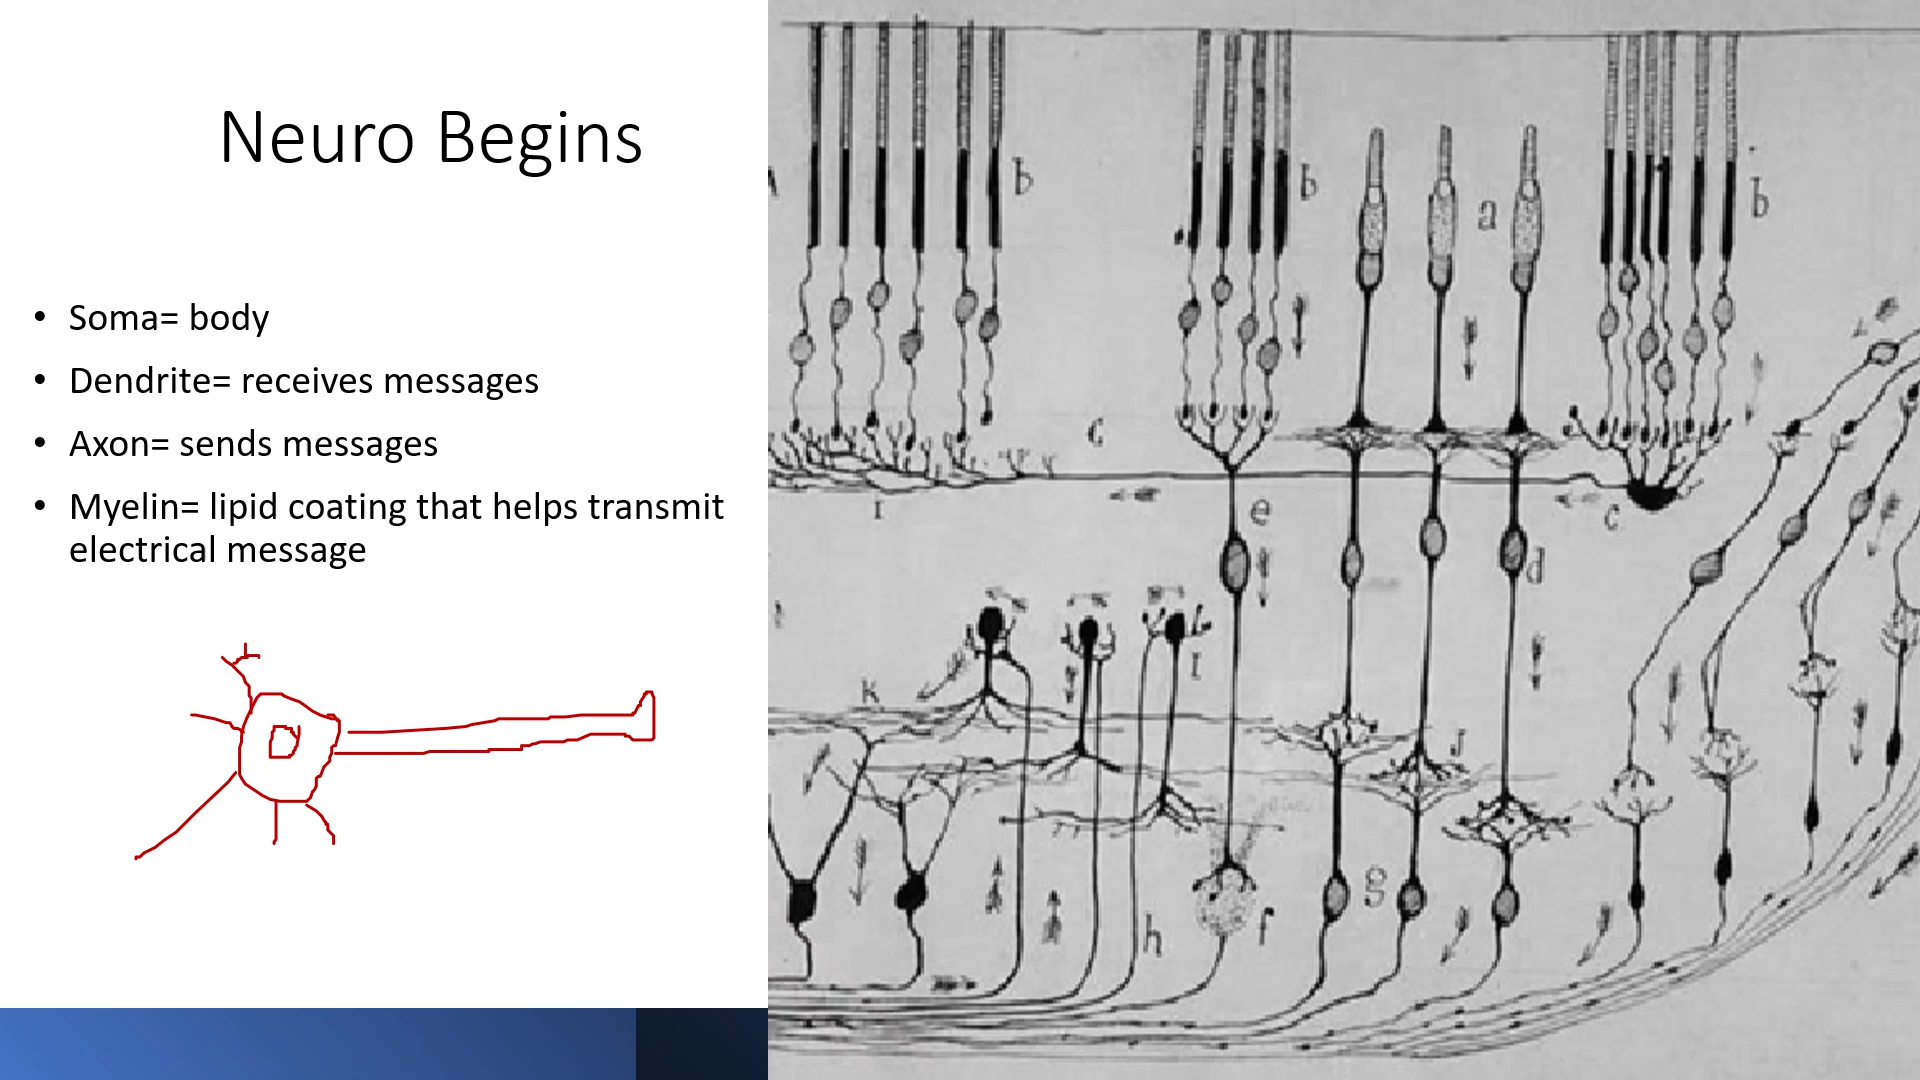 Neuro Begins
• Soma= body
• Dendrite= receives messages
• Axon= sends messages
• Myelin= lipid coating that helps transmit
electrical message
b
b
a
b
c
e
c
d
I
l
k
J
g
h
f